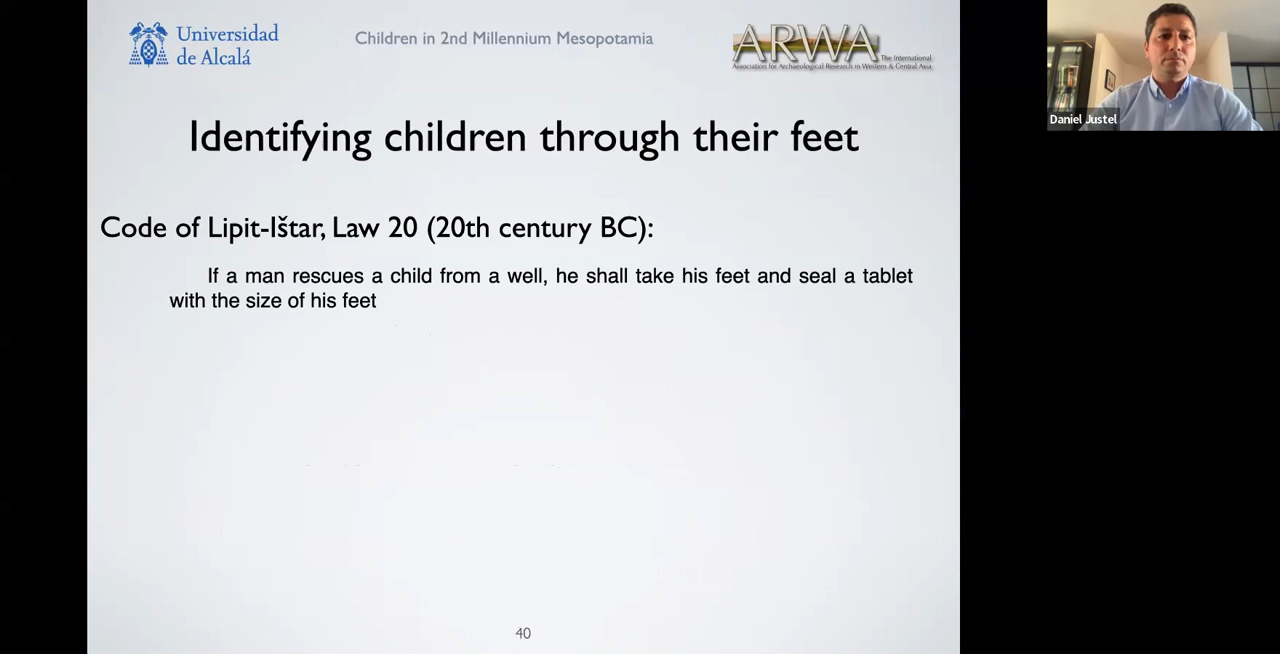 Universidad
de Alcalá
Children in 2nd Millennium Mesopotamia
ARWA
The International
Association for Archaeological Research in Western & Central Asia
Daniel Justel
Identifying children through their feet
Code of Lipit-Ištar, Law 20 (20th century BC):
If a man rescues a child from a well, he shall take his feet and seal a tablet
with the size of his feet
40